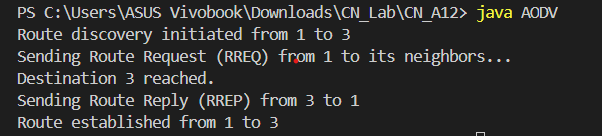 PS C:\Users\ASUS Vivobook\Downloads\CN_Lab\CN_A12> java AODV
Route discovery initiated from 1 to 3
Sending Route Request (RREQ) from 1 to its neighbors...
Destination 3 reached.
Sending Route Reply (RREP) from 3 to 1
Route established from 1 to 3